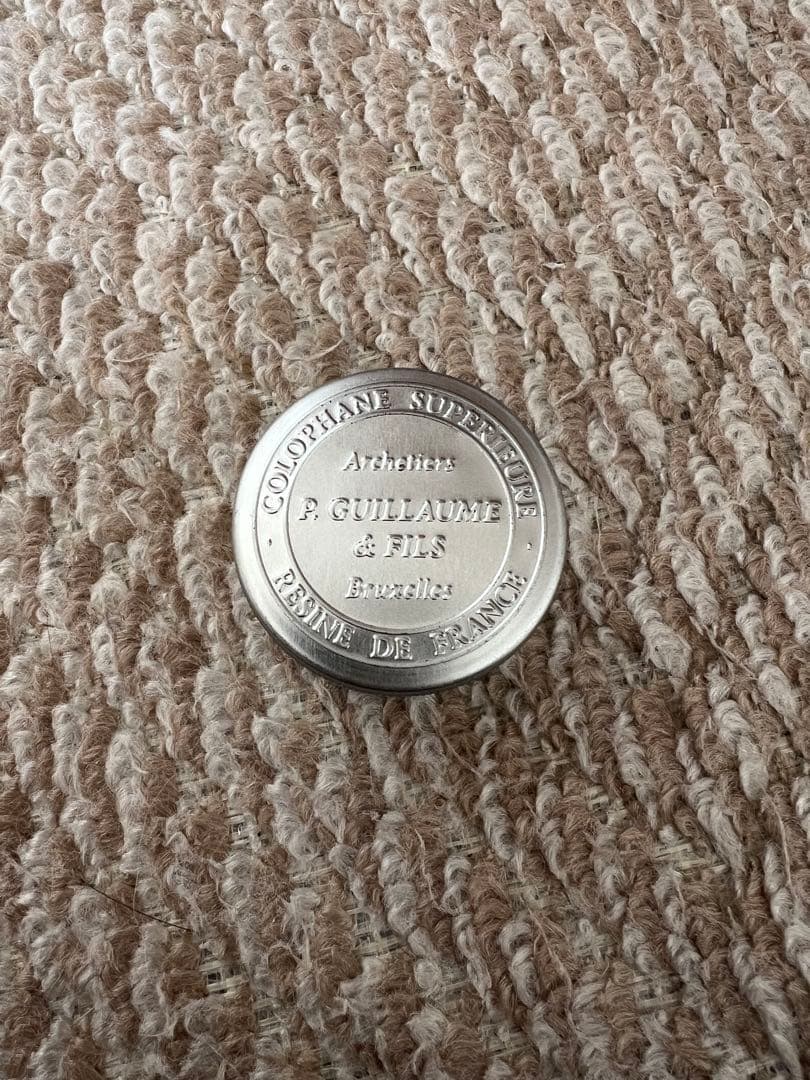 COLOPHANE SUPERIEURE
Archetiers
P. GUILLAUME
& FILS
Bruxelles
RESINE DE FRANCE